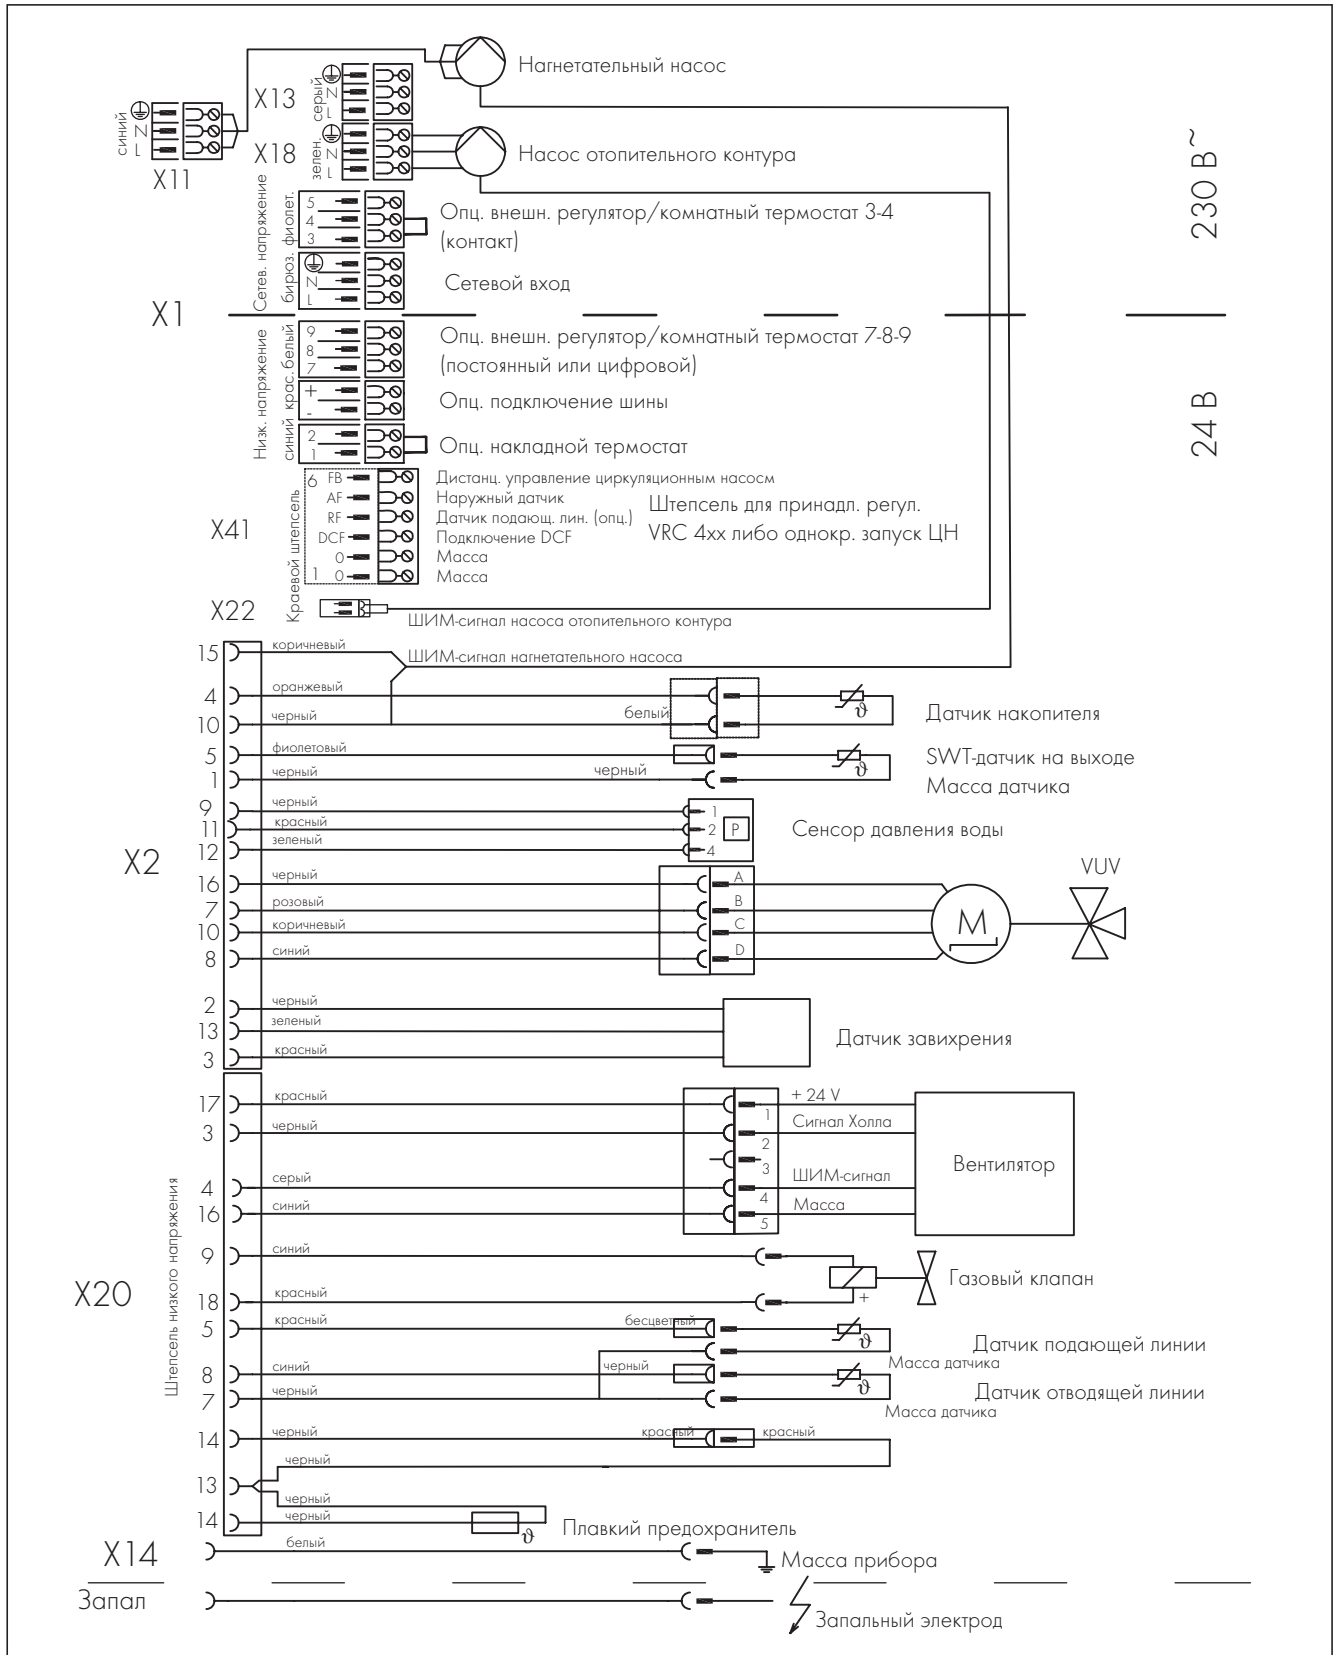 Нагнетательный насос
X13
серый
N
L
синий
N
L
X11
X18
зелен.
N
L
Насос отопительного контура
230 В~
Сетев. напряжение
фиолет.
5
4
3
Опц. внешн. регулятор/комнатный термостат 3-4
(контакт)
бирюз.
N
L
Сетевой вход
X1
Низк. напряжение
белый
9
8
7
Опц. внешн. регулятор/комнатный термостат 7-8-9
(постоянный или цифровой)
крас.
+
-
Опц. подключение шины
24 В
синий
2
1
Опц. накладной термостат
X41
Краевой штепсель
6 FB
Дистанц. управление циркуляционным насосм
AF
Наружный датчик
RF
Датчик подающ. лин. (опц.)
DCF
Подключение DCF
0
Масса
1 0
Масса
Штепсель для принадл. регул.
VRC 4xx либо однокр. запуск ЦН
X22
ШИМ-сигнал насоса отопительного контура
15
коричневый
ШИМ-сигнал нагнетательного насоса
4
оранжевый
10
черный
белый
ϑ
Датчик накопителя
5
фиолетовый
SWT-датчик на выходе
1
черный
черный
ϑ
Масса датчика
X2
9
черный
1
11
красный
2
P
Сенсор давления воды
12
зеленый
4
16
черный
A
7
розовый
B
10
коричневый
C
8
синий
D
M
VUV
2
черный
13
зеленый
3
красный
Датчик завихрения
X20
Штепсель низкого напряжения
17
красный
1
+ 24 V
3
черный
2
Сигнал Холла
3
4
серый
4
ШИМ-сигнал
16
синий
5
Масса
Вентилятор
9
синий
18
красный
+
Газовый клапан
5
красный
бесцветный
ϑ
Датчик подающей линии
Масса датчика
8
синий
черный
ϑ
7
черный
Датчик отводящей линии
Масса датчика
14
черный
красный
красный
черный
13
черный
14
черный
ϑ
Плавкий предохранитель
X14
белый
Масса прибора
Запал
Запальный электрод